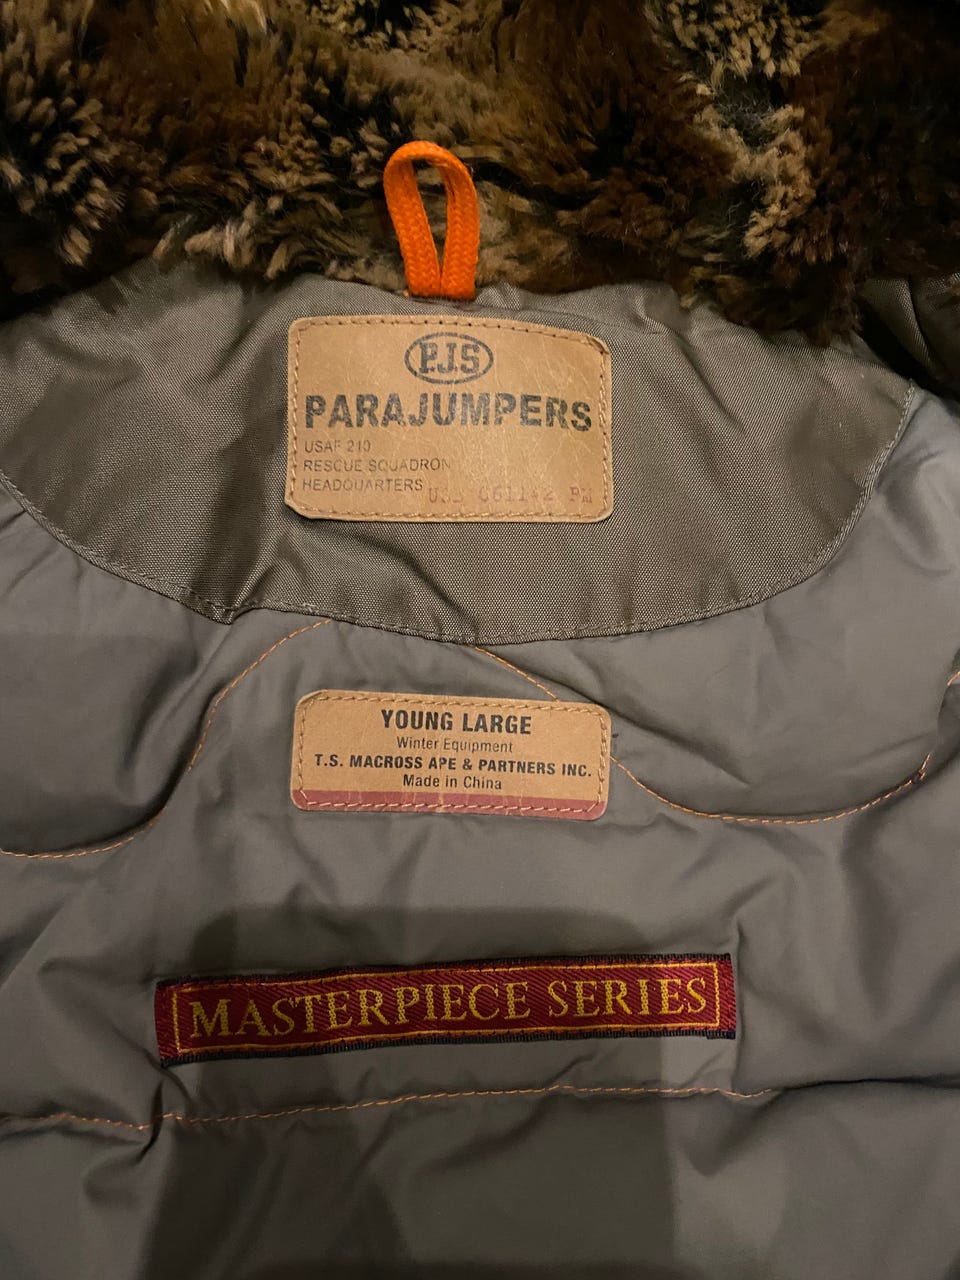 P.J.S
PARAJUMPERS
USAF 210
RESCUE SQUADRON
HEADQUARTERS
YOUNG LARGE
Winter Equipment
T.S. MACROSS APE & PARTNERS INC.
Made in China
MASTERPIECE SERIES